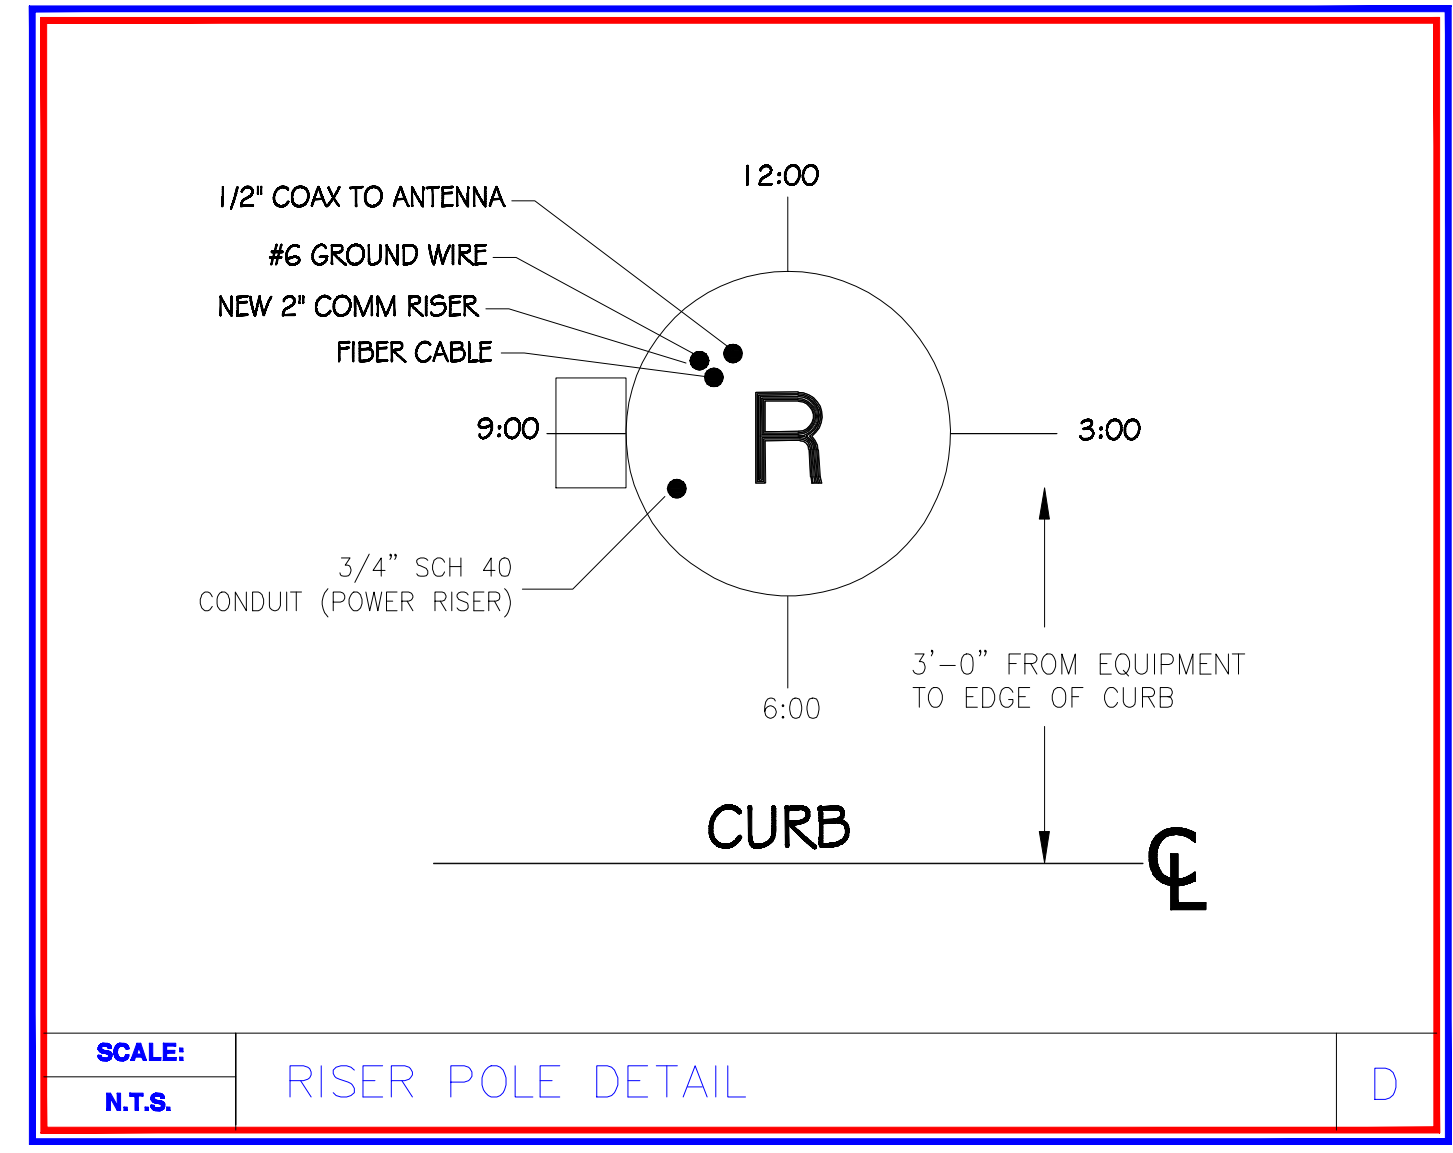 12:00
1/2" COAX TO ANTENNA
#6 GROUND WIRE
NEW 2" COMM RISER
FIBER CABLE
9:00
R
3:00
3/4" SCH 40
CONDUIT (POWER RISER)
3'-0" FROM EQUIPMENT
TO EDGE OF CURB
6:00
CURB
℄
SCALE:
N.T.S.
RISER POLE DETAIL
D